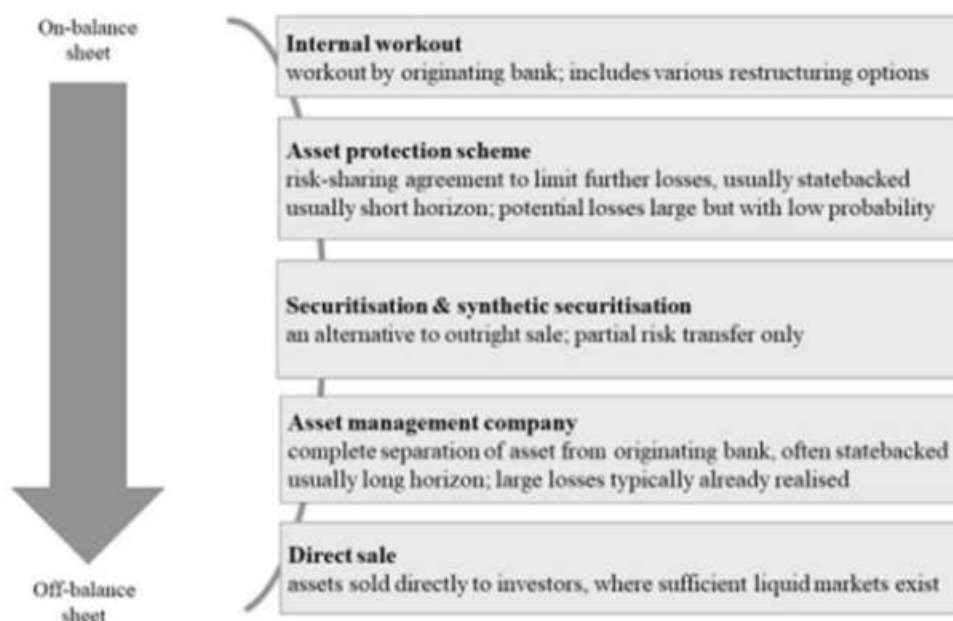 On-balance
sheet
Internal workout
workout by originating bank; includes various restructuring options
Asset protection scheme
risk-sharing agreement to limit further losses, usually statebacked
usually short horizon; potential losses large but with low probability
Securitisation & synthetic securitisation
an alternative to outright sale; partial risk transfer only
Asset management company
complete separation of asset from originating bank, often statebacked
usually long horizon; large losses typically already realised
Direct sale
assets sold directly to investors, where sufficient liquid markets exist
Off-balance
sheet